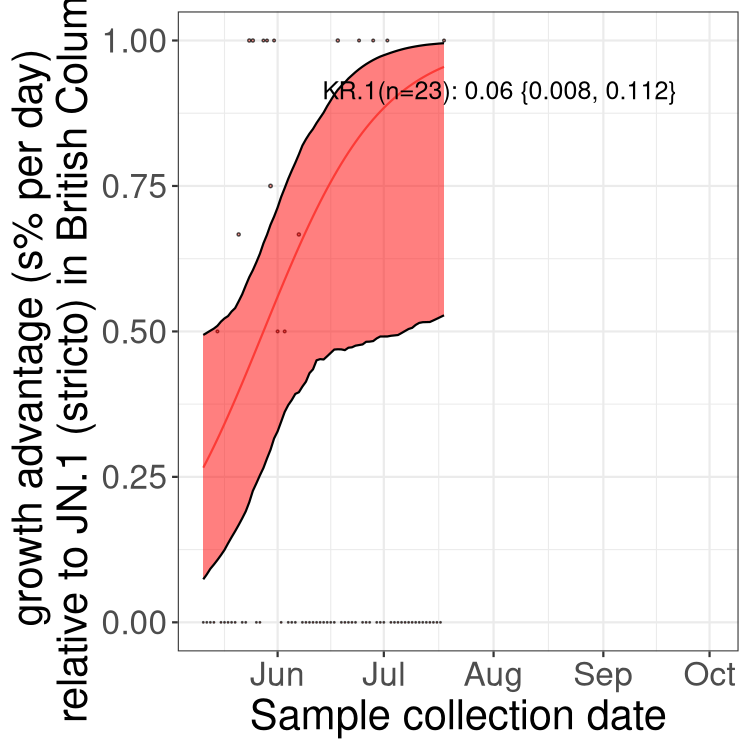 growth advantage (s% per day)
relative to JN.1 (stricto) in British Colum
1.00
0.75
0.50
0.25
0.00
KR.1(n=23): 0.06 {0.008, 0.112}
Jun Jul Aug Sep Oct
Sample collection date